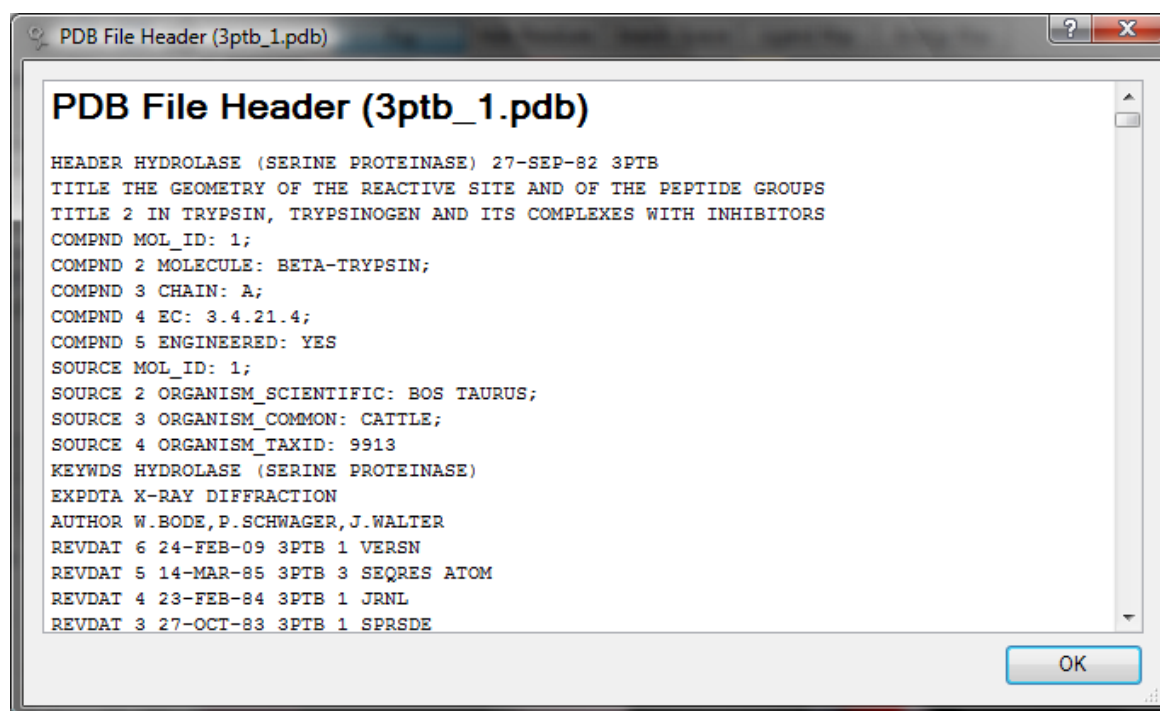 PDB File Header (3ptb_1.pdb)
? X
PDB File Header (3ptb_1.pdb)
HEADER HYDROLASE (SERINE PROTEINASE) 27-SEP-82 3PTB
TITLE THE GEOMETRY OF THE REACTIVE SITE AND OF THE PEPTIDE GROUPS
TITLE 2 IN TRYPSIN, TRYPSINOGEN AND ITS COMPLEXES WITH INHIBITORS
COMPND MOL_ID: 1;
COMPND 2 MOLECULE: BETA-TRYPSIN;
COMPND 3 CHAIN: A;
COMPND 4 EC: 3.4.21.4;
COMPND 5 ENGINEERED: YES
SOURCE MOL_ID: 1;
SOURCE 2 ORGANISM_SCIENTIFIC: BOS TAURUS;
SOURCE 3 ORGANISM_COMMON: CATTLE;
SOURCE 4 ORGANISM_TAXID: 9913
KEYWDS HYDROLASE (SERINE PROTEINASE)
EXPDTA X-RAY DIFFRACTION
AUTHOR W.BODE,P.SCHWAGER,J.WALTER
REVDAT 6 24-FEB-09 3PTB 1 VERSN
REVDAT 5 14-MAR-85 3PTB 3 SEQRES ATOM
REVDAT 4 23-FEB-84 3PTB 1 JRNL
REVDAT 3 27-OCT-83 3PTB 1 SPRSDE
OK